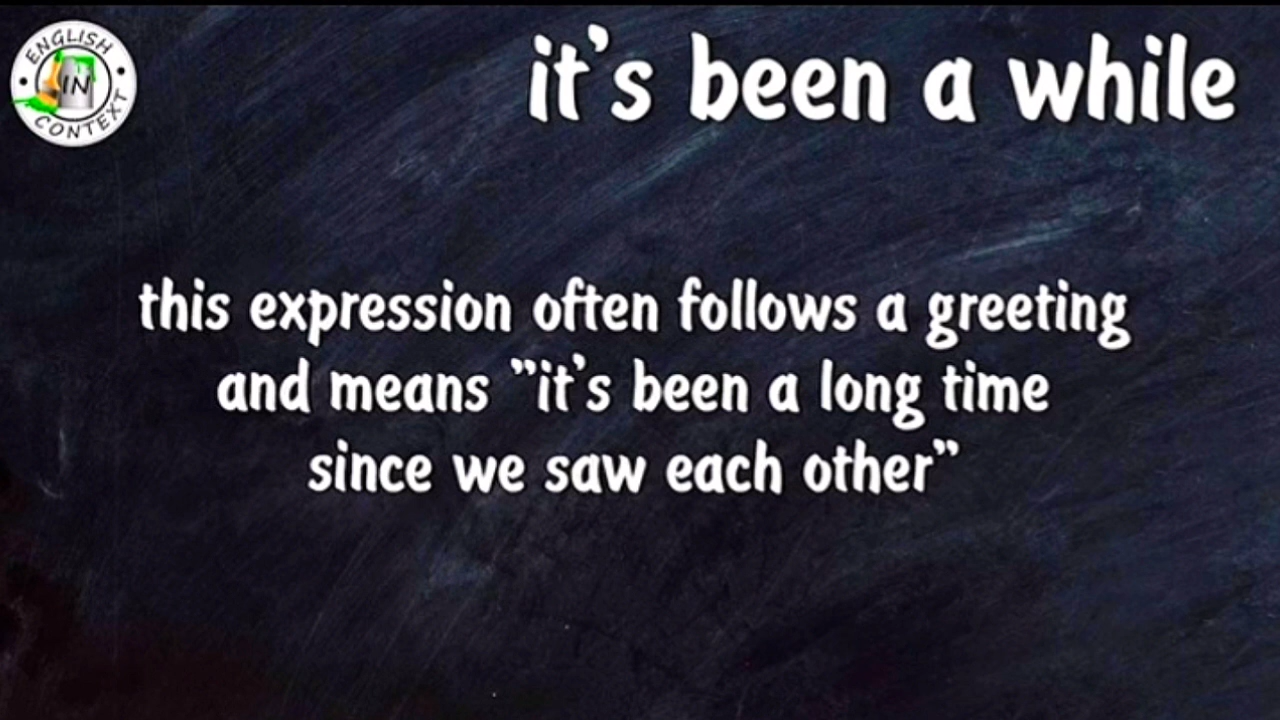 ENGLISH
IN
CONTEXT
it's been a while
this expression often follows a greeting
and means "it's been a long time
since we saw each other"